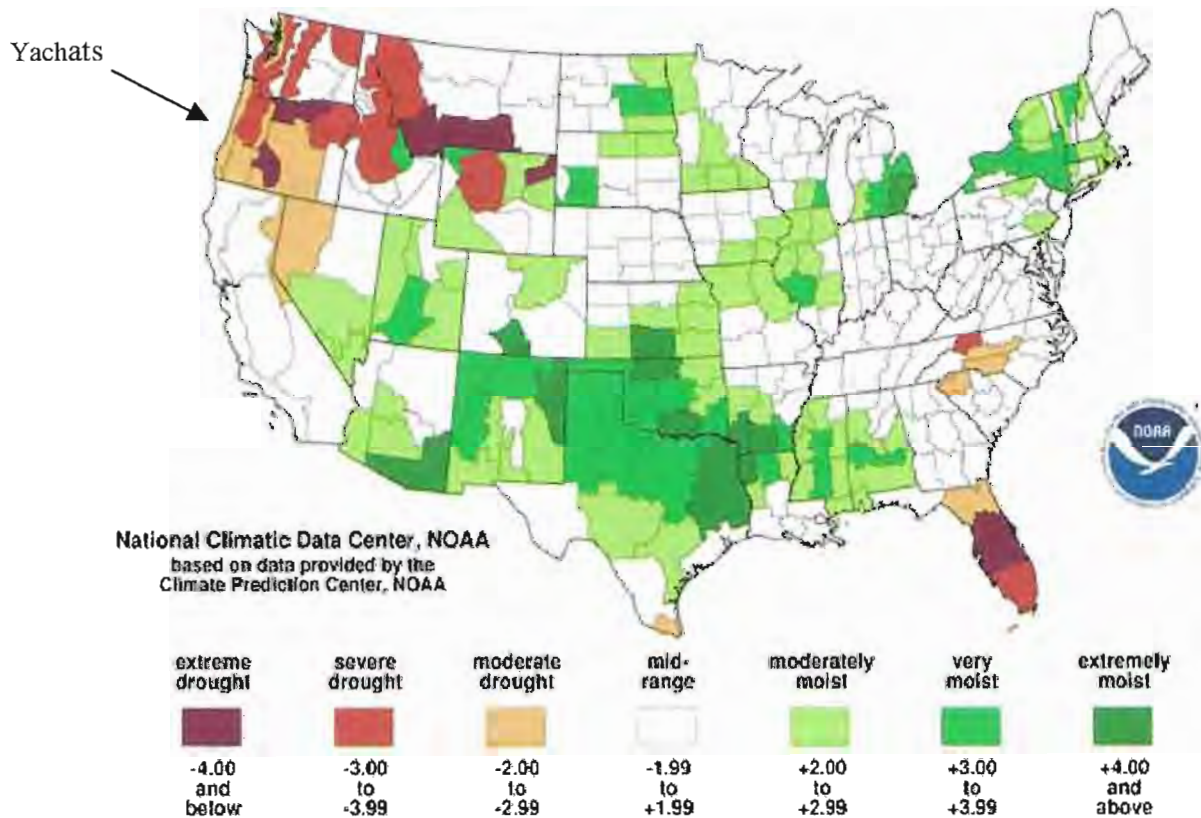 Yachats
NOAA
National Climatic Data Center, NOAA
based on data provided by the
Climate Prediction Center, NOAA
extreme drought
severe drought
moderate drought
mid-range
moderately moist
very moist
extremely moist
-4.00 and below
-3.00 to -3.99
-2.00 to -2.99
-1.99 to +1.99
+2.00 to +2.99
+3.00 to +3.99
+4.00 and above